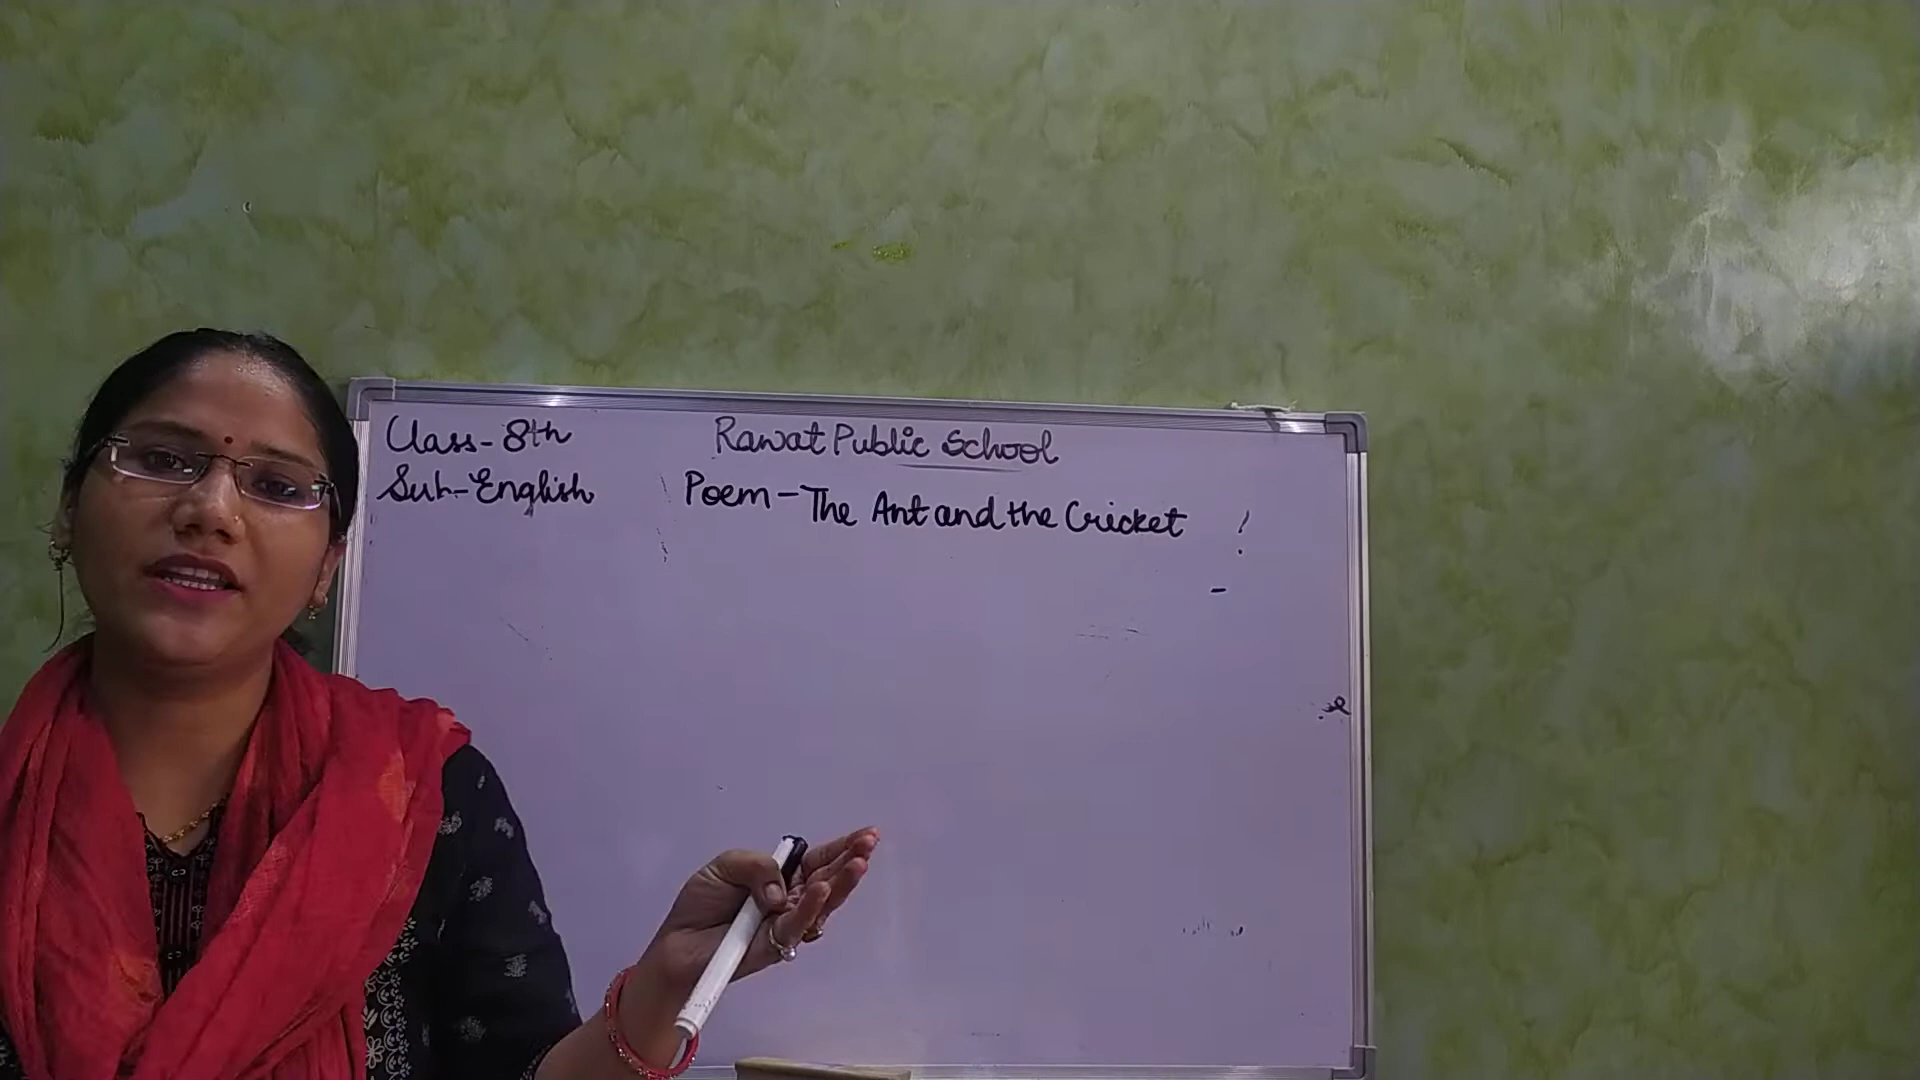 Class-8th
Rawat Public School
Sub-English
Poem-The Ant and the Cricket